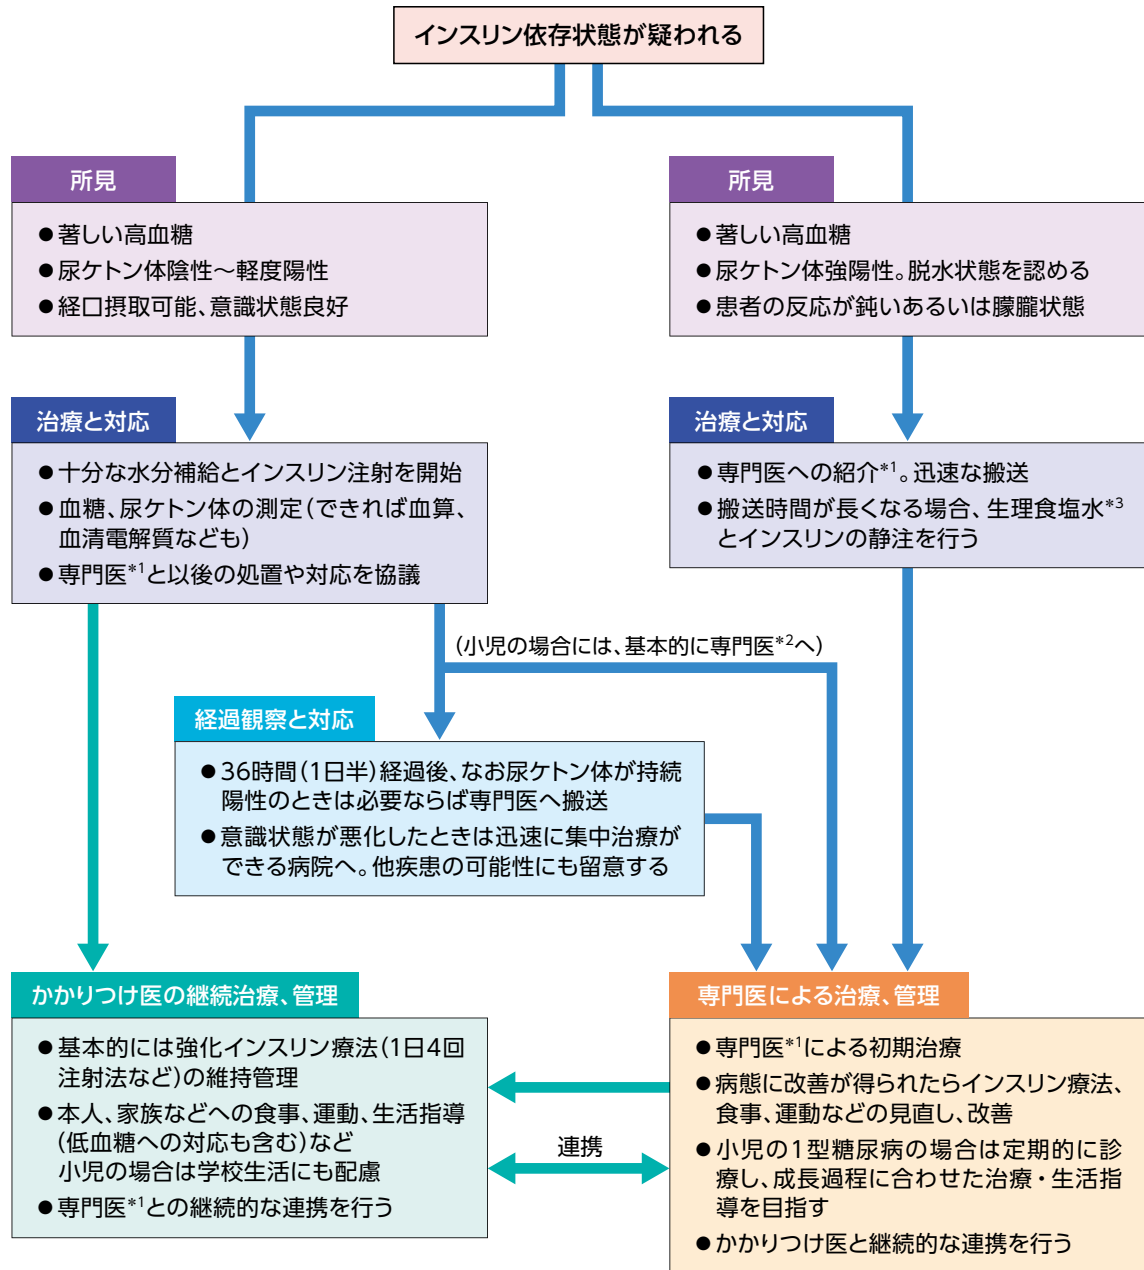 インスリン依存状態が疑われる
所見
●著しい高血糖
●尿ケトン体陰性～軽度陽性
●経口摂取可能、意識状態良好
所見
●著しい高血糖
●尿ケトン体強陽性。脱水状態を認める
●患者の反応が鈍いあるいは朦朧状態
治療と対応
●十分な水分補給とインスリン注射を開始
●血糖、尿ケトン体の測定（できれば血算、
血清電解質なども）
●専門医*1と以後の処置や対応を協議
治療と対応
●専門医への紹介*1。迅速な搬送
●搬送時間が長くなる場合、生理食塩水*3
とインスリンの静注を行う
（小児の場合には、基本的に専門医*2へ）
経過観察と対応
●36時間（1日半）経過後、なお尿ケトン体が持続
陽性のときは必要ならば専門医へ搬送
●意識状態が悪化したときは迅速に集中治療が
できる病院へ。他疾患の可能性にも留意する
かかりつけ医の継続治療、管理
●基本的には強化インスリン療法（1日4回
注射法など）の維持管理
●本人、家族などへの食事、運動、生活指導
（低血糖への対応も含む）など
小児の場合は学校生活にも配慮
●専門医*1との継続的な連携を行う
連携
専門医による治療、管理
●専門医*1による初期治療
●病態に改善が得られたらインスリン療法、
食事、運動などの見直し、改善
●小児の1型糖尿病の場合は定期的に診
療し、成長過程に合わせた治療・生活指
導を目指す
●かかりつけ医と継続的な連携を行う